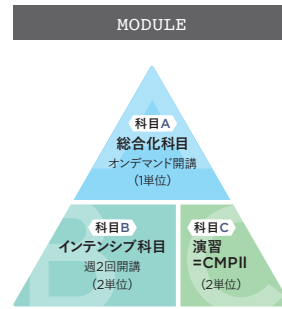 MODULE
科目A
総合化科目
オンデマンド開講
（1単位）
科目B
インテンシブ科目
週2回開講
（2単位）
科目C
演習
=CMPII
（2単位）